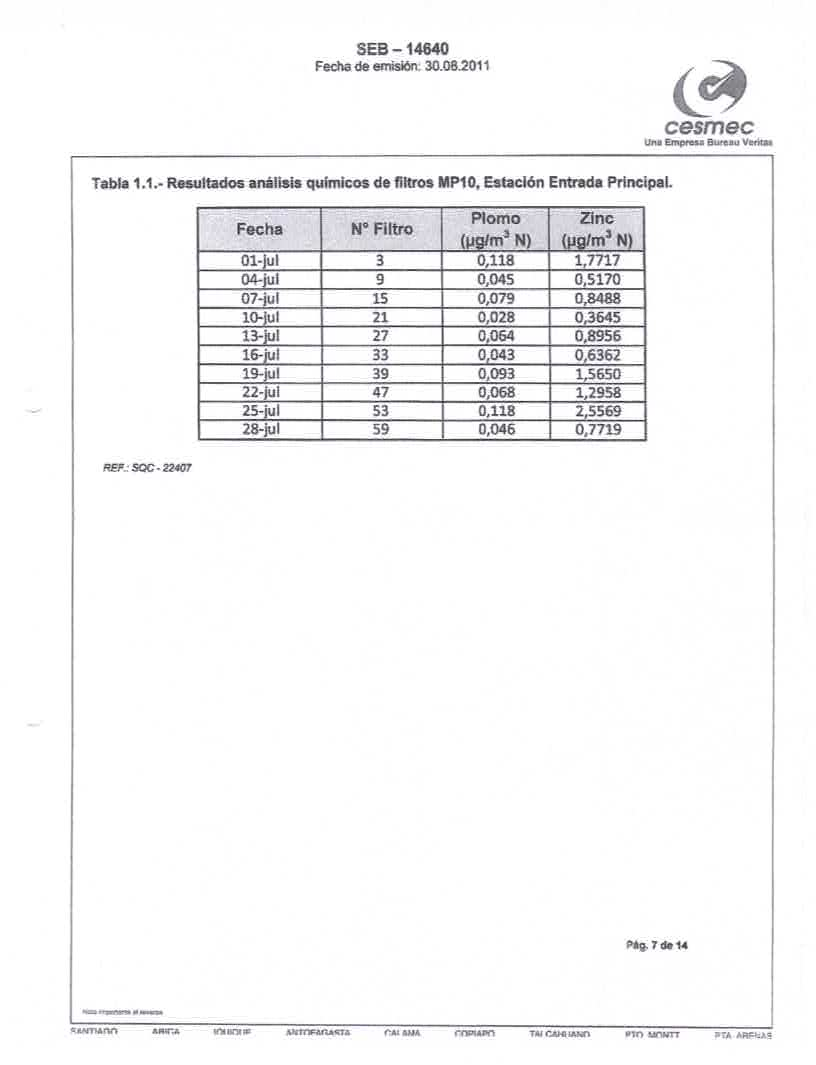 SEB – 14640
Fecha de emisión: 30.08.2011
cesmec
Una Empresa Bureau Veritas
Tabla 1.1.- Resultados análisis químicos de filtros MP10, Estación Entrada Principal.
Fecha N° Filtro Plomo (µg/m³ N) Zinc (µg/m³ N)
01-jul 3 0,118 1,7717
04-jul 9 0,045 0,5170
07-jul 15 0,079 0,8488
10-jul 21 0,028 0,3645
13-jul 27 0,064 0,8956
16-jul 33 0,043 0,6362
19-jul 39 0,093 1,5650
22-jul 47 0,068 1,2958
25-jul 53 0,118 2,5569
28-jul 59 0,046 0,7719
REF.: SQC - 22407
Pág. 7 de 14
Nota importante al reverso
SANTIAGO ARICA IQUIQUE ANTOFAGASTA CALAMA COPIAPO TALCAHUANO PTO. MONTT PTA. ARENAS